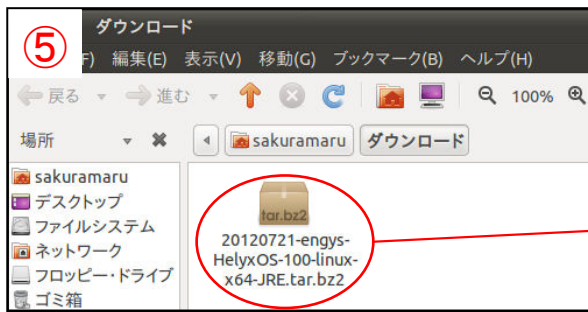 ダウンロード
⑤
F) 編集(E) 表示(V) 移動(G) ブックマーク(B) ヘルプ(H)
戻る 進む 100%
場所 sakuramaru ダウンロード
sakuramaru
デスクトップ
ファイルシステム
ネットワーク
フロッピー・ドライブ
ゴミ箱
tar.bz2
20120721-engys-
HelyxOS-100-linux-
x64-JRE.tar.bz2